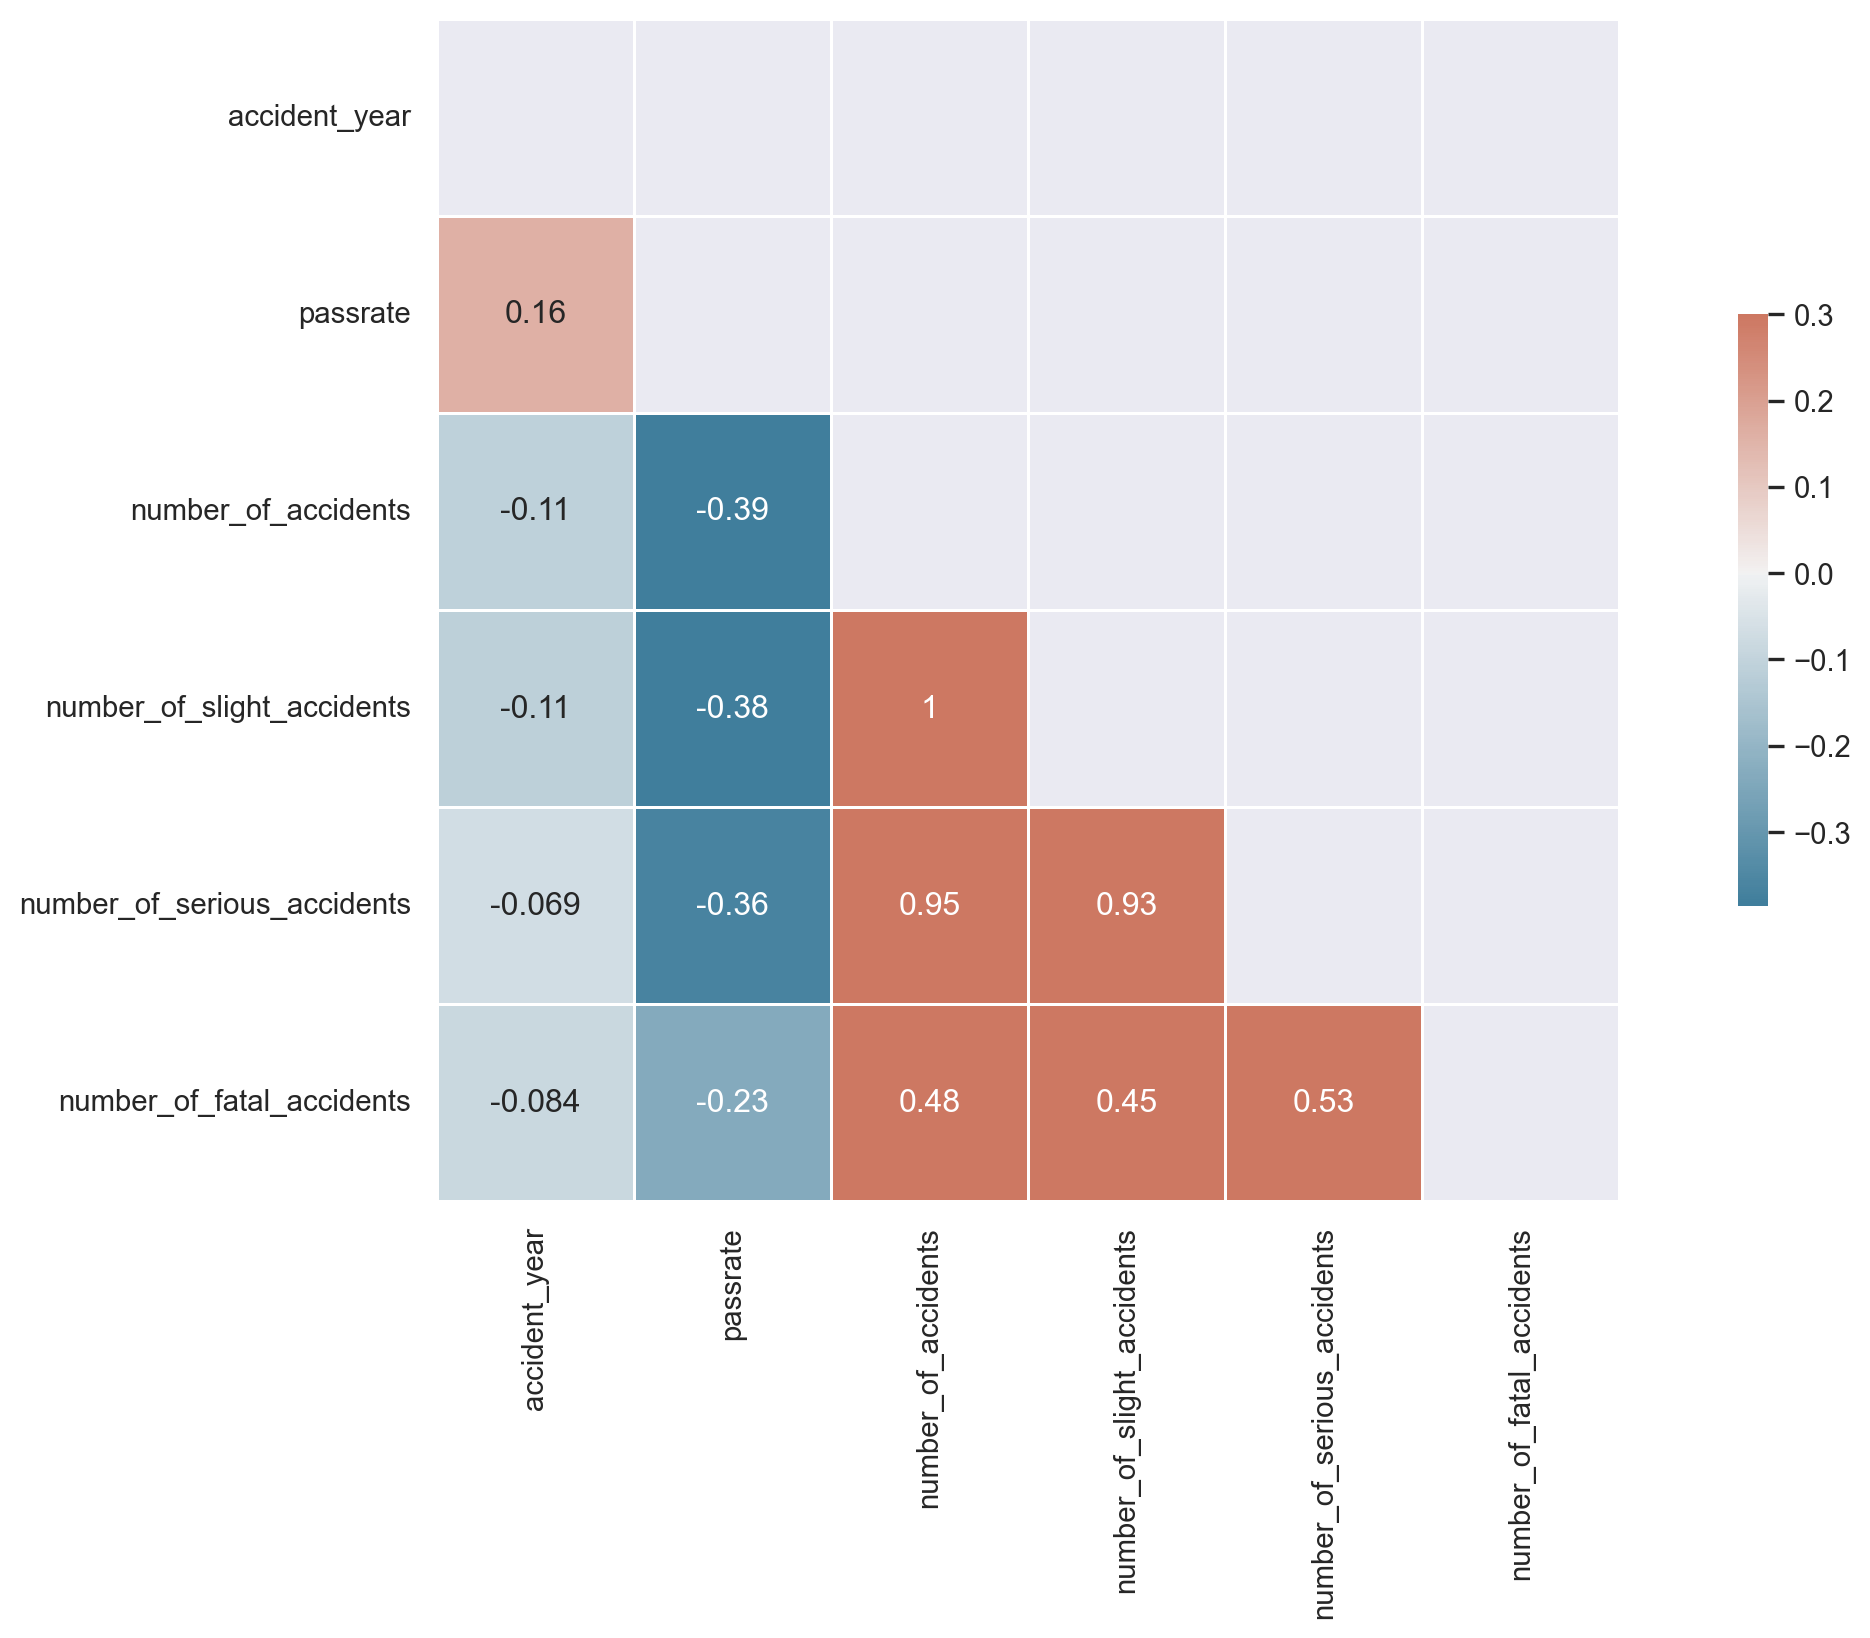 accident_year
passrate
0.16
number_of_accidents
-0.11 -0.39
number_of_slight_accidents
-0.11 -0.38 1
number_of_serious_accidents
-0.069 -0.36 0.95 0.93
number_of_fatal_accidents
-0.084 -0.23 0.48 0.45 0.53
accident_year
passrate
number_of_accidents
number_of_slight_accidents
number_of_serious_accidents
number_of_fatal_accidents
0.3
0.2
0.1
0.0
−0.1
−0.2
−0.3